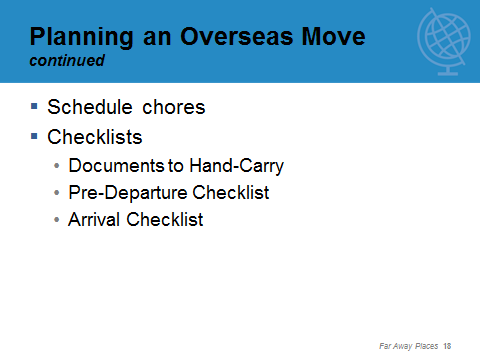 Planning an Overseas Move
continued
▪ Schedule chores
▪ Checklists
• Documents to Hand-Carry
• Pre-Departure Checklist
• Arrival Checklist
Far Away Places 18